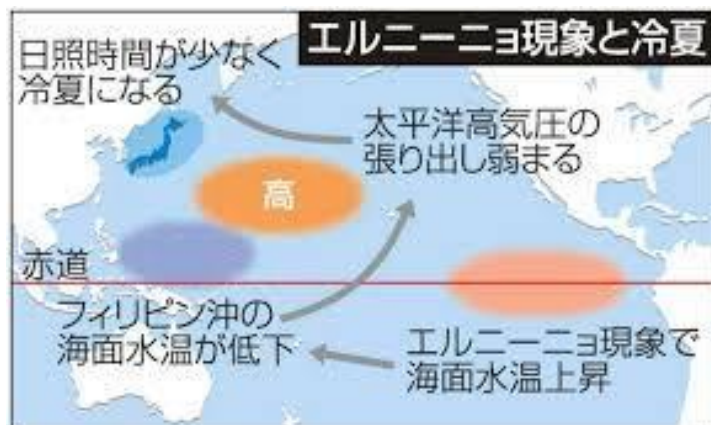 エルニーニョ現象と冷夏
日照時間が少なく
冷夏になる
太平洋高気圧の
張り出し弱まる
高
赤道
フィリピン沖の
海面水温が低下
エルニーニョ現象で
海面水温上昇